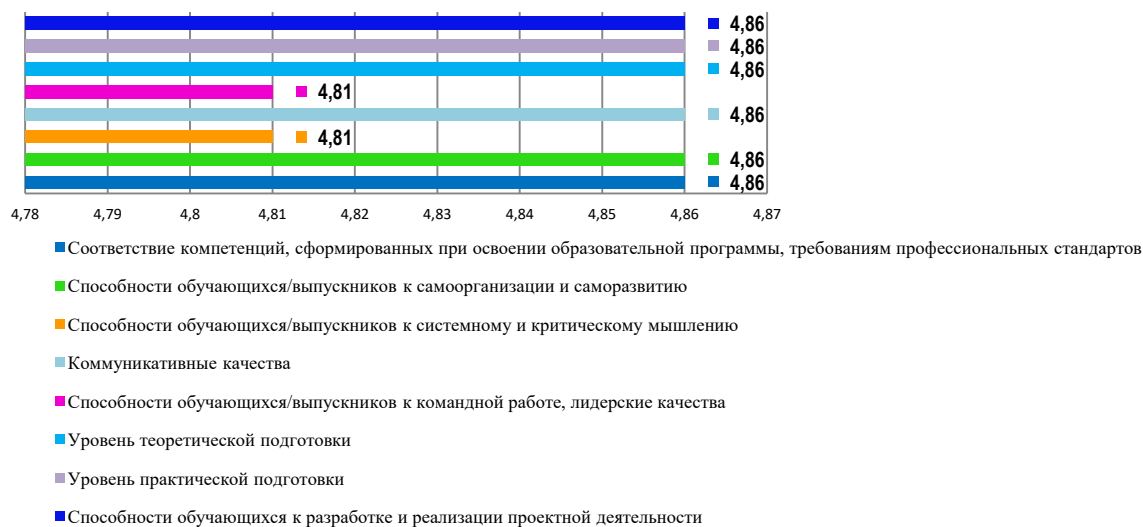 4,86
4,86
4,86
4,81
4,86
4,81
4,86
4,86
4,78 4,79 4,8 4,81 4,82 4,83 4,84 4,85 4,86 4,87
Соответствие компетенций, сформированных при освоении образовательной программы, требованиям профессиональных стандартов
Способности обучающихся/выпускников к самоорганизации и саморазвитию
Способности обучающихся/выпускников к системному и критическому мышлению
Коммуникативные качества
Способности обучающихся/выпускников к командной работе, лидерские качества
Уровень теоретической подготовки
Уровень практической подготовки
Способности обучающихся к разработке и реализации проектной деятельности